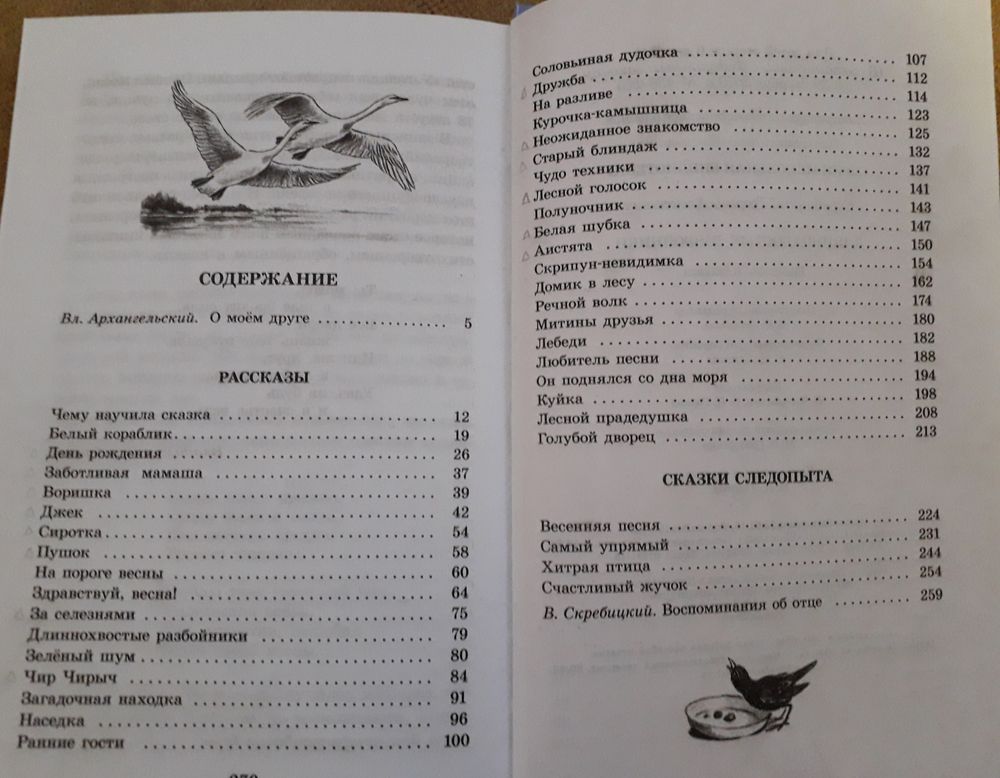 СОДЕРЖАНИЕ
Вл. Архангельский. О моём друге . . . . . . . . . . . . . . . . . 5
РАССКАЗЫ
Чему научила сказка . . . . . . . . . . . . . . . . . . . . . . 12
Белый кораблик . . . . . . . . . . . . . . . . . . . . . . 19
День рождения . . . . . . . . . . . . . . . . . . . . . . 26
Заботливая мамаша . . . . . . . . . . . . . . . . . . . . . . 37
Воришка . . . . . . . . . . . . . . . . . . . . . . 39
Джек . . . . . . . . . . . . . . . . . . . . . . 42
Сиротка . . . . . . . . . . . . . . . . . . . . . . 54
Пушок . . . . . . . . . . . . . . . . . . . . . . 58
На пороге весны . . . . . . . . . . . . . . . . . . . . . . 60
Здравствуй, весна! . . . . . . . . . . . . . . . . . . . . . . 64
За селезнями . . . . . . . . . . . . . . . . . . . . . . 75
Длиннохвостые разбойники . . . . . . . . . . . . . . . . . 79
Зелёный шум . . . . . . . . . . . . . . . . . . . . . . 80
Чир Чирыч . . . . . . . . . . . . . . . . . . . . . . 84
Загадочная находка . . . . . . . . . . . . . . . . . . . . . . 91
Наседка . . . . . . . . . . . . . . . . . . . . . . 96
Ранние гости . . . . . . . . . . . . . . . . . . . . . . 100
Соловьиная дудочка . . . . . . . . . . . . . . . . . . . . . . 107
Дружба . . . . . . . . . . . . . . . . . . . . . . 112
На разливе . . . . . . . . . . . . . . . . . . . . . . 114
Курочка-камышница . . . . . . . . . . . . . . . . . . . . . . 123
Неожиданное знакомство . . . . . . . . . . . . . . . . . 125
Старый блиндаж . . . . . . . . . . . . . . . . . . . . . . 132
Чудо техники . . . . . . . . . . . . . . . . . . . . . . 137
Лесной голосок . . . . . . . . . . . . . . . . . . . . . . 141
Полуночник . . . . . . . . . . . . . . . . . . . . . . 143
Белая шубка . . . . . . . . . . . . . . . . . . . . . . 147
Аистята . . . . . . . . . . . . . . . . . . . . . . 150
Скрипун-невидимка . . . . . . . . . . . . . . . . . . . . . . 154
Домик в лесу . . . . . . . . . . . . . . . . . . . . . . 162
Речной волк . . . . . . . . . . . . . . . . . . . . . . 174
Митины друзья . . . . . . . . . . . . . . . . . . . . . . 180
Лебеди . . . . . . . . . . . . . . . . . . . . . . 182
Любитель песни . . . . . . . . . . . . . . . . . . . . . . 188
Он поднялся со дна моря . . . . . . . . . . . . . . . . . 194
Куйка . . . . . . . . . . . . . . . . . . . . . . 198
Лесной прадедушка . . . . . . . . . . . . . . . . . . . . . . 208
Голубой дворец . . . . . . . . . . . . . . . . . . . . . . 213
СКАЗКИ СЛЕДОПЫТА
Весенняя песня . . . . . . . . . . . . . . . . . . . . . . 224
Самый упрямый . . . . . . . . . . . . . . . . . . . . . . 231
Хитрая птица . . . . . . . . . . . . . . . . . . . . . . 244
Счастливый жучок . . . . . . . . . . . . . . . . . . . . . . 254
В. Скребицкий. Воспоминания об отце . . . . . . . . . . 259